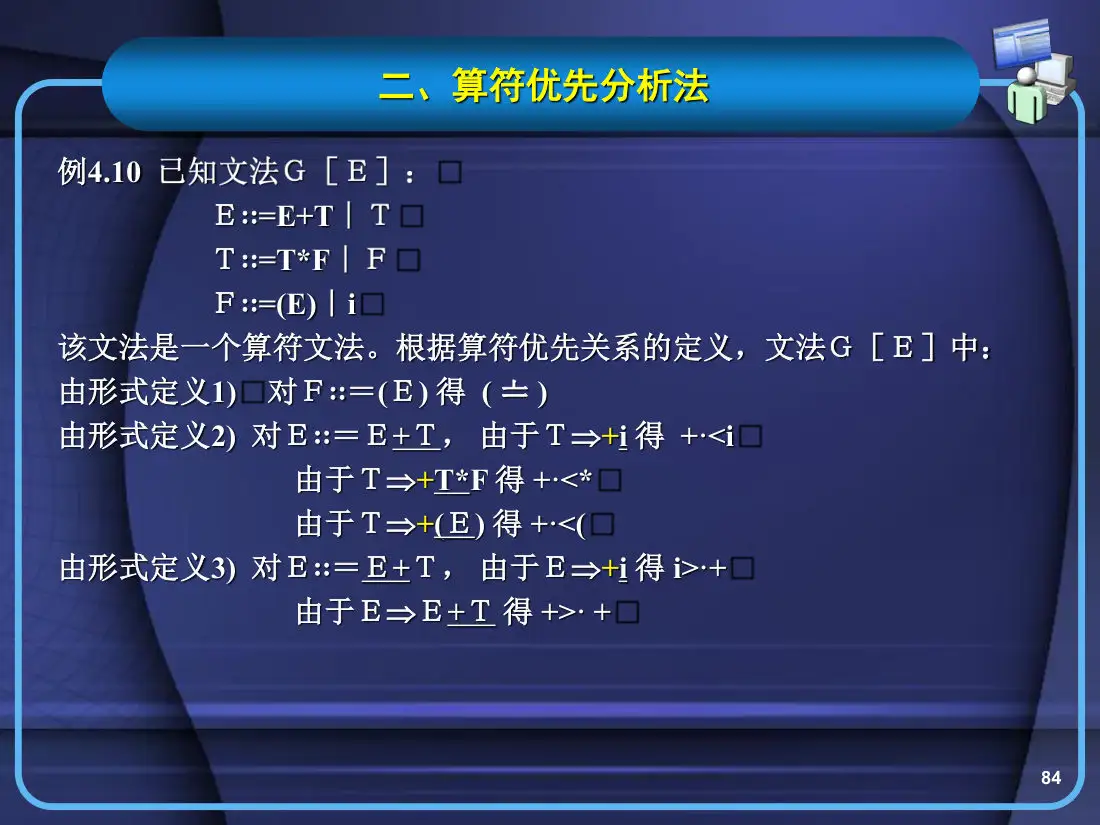 二、算符优先分析法
例4.10 已知文法G［E］：□
E::=E+T｜T□
T::=T*F｜F□
F::=(E)｜i□
该文法是一个算符文法。根据算符优先关系的定义，文法G［E］中：
由形式定义1)□对F::＝(E) 得 ( ≐ )
由形式定义2) 对E::＝E+T， 由于T⇒+i 得 +·<i□
由于T⇒+T*F 得 +·<*□
由于T⇒+(E) 得 +·<(□
由形式定义3) 对E::＝E+T， 由于E⇒+i 得 i>·+□
由于E⇒E+T 得 +>· +□
84